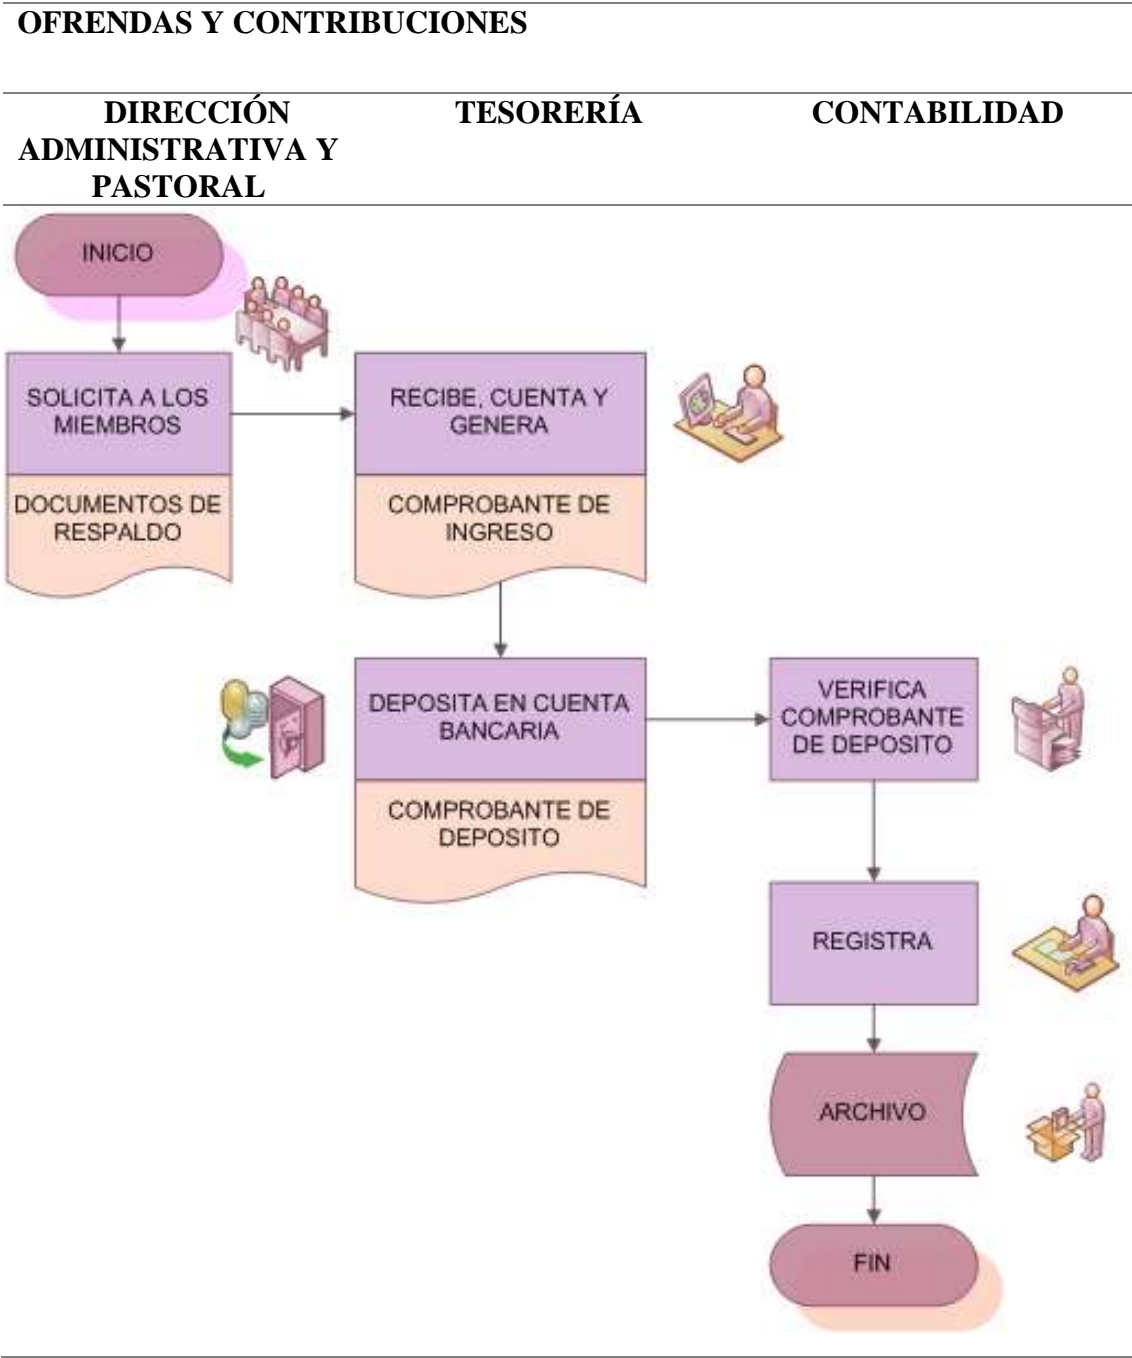 OFRENDAS Y CONTRIBUCIONES
DIRECCIÓN
ADMINISTRATIVA Y
PASTORAL
TESORERÍA
CONTABILIDAD
INICIO
SOLICITA A LOS
MIEMBROS
DOCUMENTOS DE
RESPALDO
RECIBE, CUENTA Y
GENERA
COMPROBANTE DE
INGRESO
DEPOSITA EN CUENTA
BANCARIA
COMPROBANTE DE
DEPOSITO
VERIFICA
COMPROBANTE
DE DEPOSITO
REGISTRA
ARCHIVO
FIN